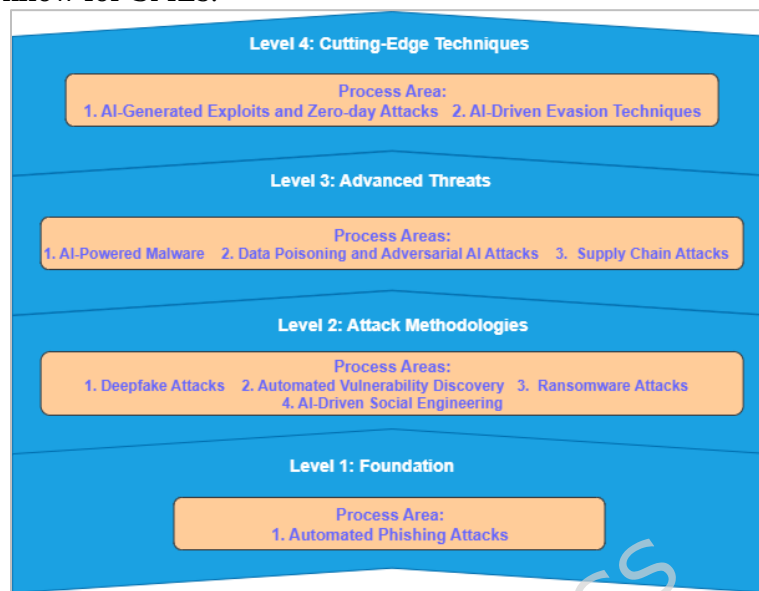 Level 4: Cutting-Edge Techniques
Process Area:
1. AI-Generated Exploits and Zero-day Attacks 2. AI-Driven Evasion Techniques
Level 3: Advanced Threats
Process Areas:
1. AI-Powered Malware 2. Data Poisoning and Adversarial AI Attacks 3. Supply Chain Attacks
Level 2: Attack Methodologies
Process Areas:
1. Deepfake Attacks 2. Automated Vulnerability Discovery 3. Ransomware Attacks
4. AI-Driven Social Engineering
Level 1: Foundation
Process Area:
1. Automated Phishing Attacks